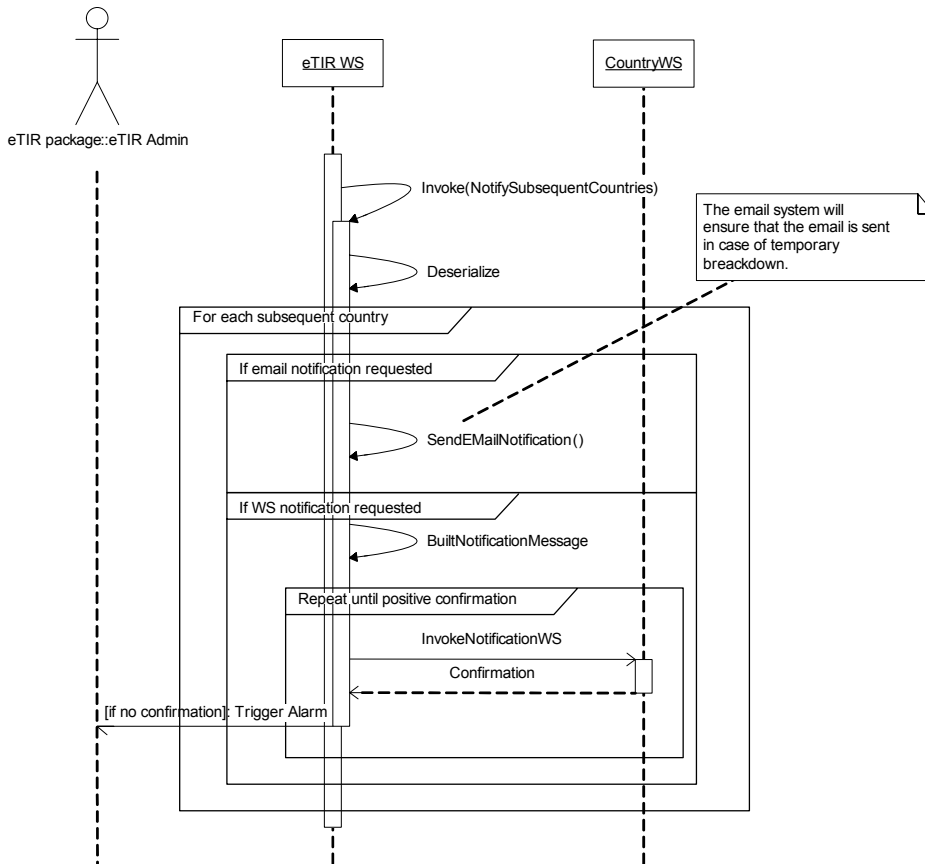 eTIR WS
CountryWS
eTIR package::eTIR Admin
Invoke(NotifySubsequentCountries)
The email system will
ensure that the email is sent
in case of temporary
breackdown.
Deserialize
For each subsequent country
If email notification requested
SendEMailNotification()
If WS notification requested
BuiltNotificationMessage
Repeat until positive confirmation
InvokeNotificationWS
Confirmation
[if no confirmation]: Trigger Alarm